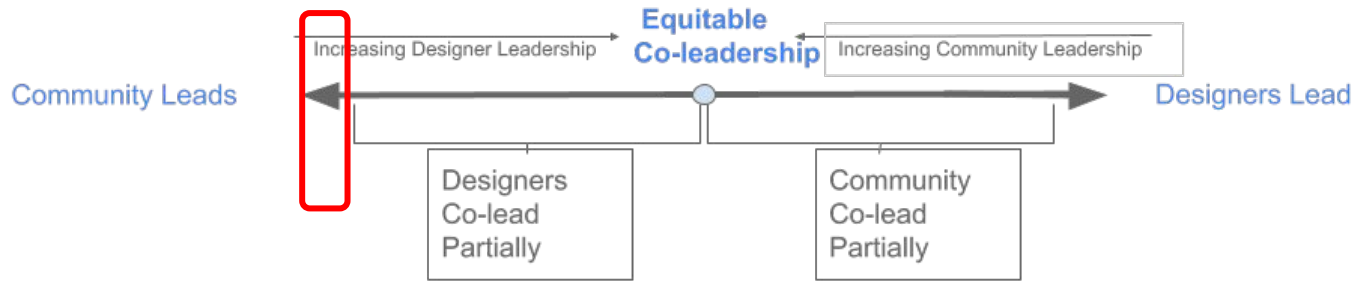 Equitable
Co-leadership
Increasing Designer Leadership
Increasing Community Leadership
Community Leads
Designers Lead
Designers
Co-lead
Partially
Community
Co-lead
Partially